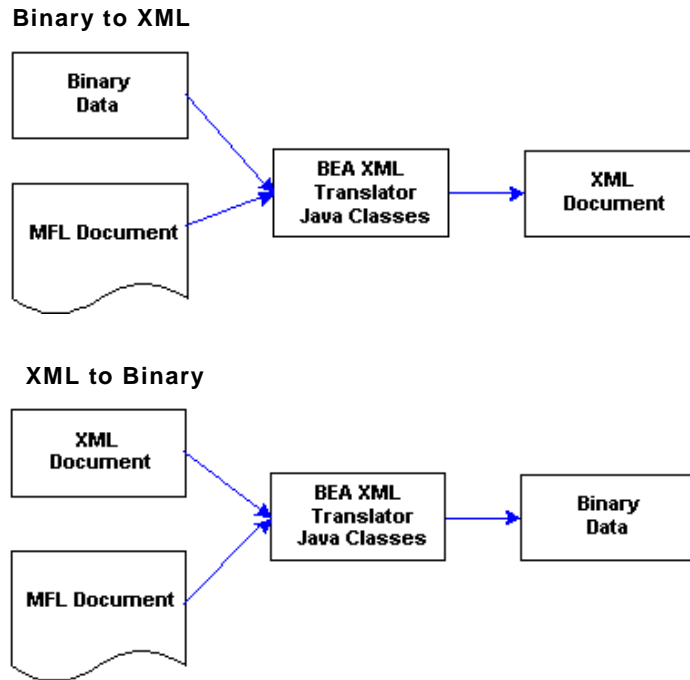 Binary to XML
Binary
Data
MFL Document
BEA XML
Translator
Java Classes
XML
Document
XML to Binary
XML
Document
MFL Document
BEA XML
Translator
Java Classes
Binary
Data